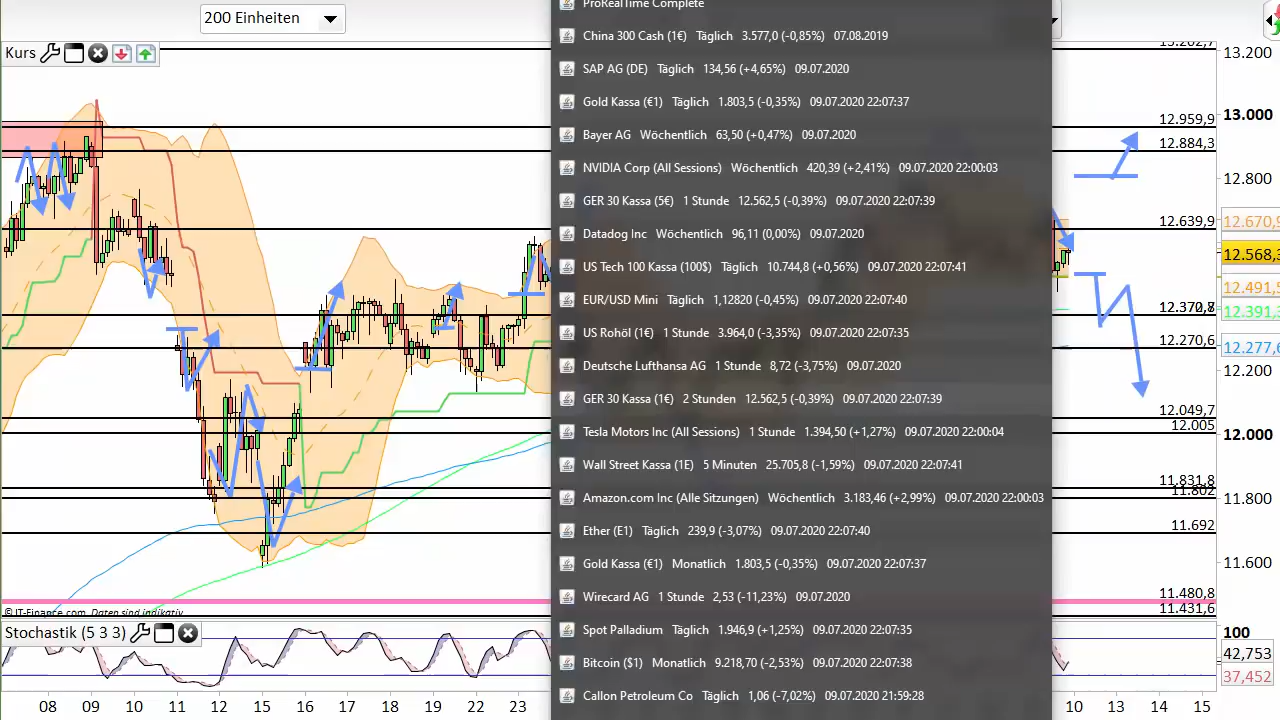 200 Einheiten
Kurs
ProRealTime Complete
China 300 Cash (1€) Täglich 3.577,0 (-0,85%) 07.08.2019
SAP AG (DE) Täglich 134,56 (+4,65%) 09.07.2020
Gold Kassa (€1) Täglich 1.803,5 (-0,35%) 09.07.2020 22:07:37
Bayer AG Wöchentlich 63,50 (+0,47%) 09.07.2020
NVIDIA Corp (All Sessions) Wöchentlich 420,39 (+2,41%) 09.07.2020 22:00:03
GER 30 Kassa (5€) 1 Stunde 12.562,5 (-0,39%) 09.07.2020 22:07:39
Datadog Inc Wöchentlich 96,11 (0,00%) 09.07.2020
US Tech 100 Kassa (100$) Täglich 10.744,8 (+0,56%) 09.07.2020 22:07:41
EUR/USD Mini Täglich 1,12820 (-0,45%) 09.07.2020 22:07:40
US Rohöl (1€) 1 Stunde 3.964,0 (-3,35%) 09.07.2020 22:07:35
Deutsche Lufthansa AG 1 Stunde 8,72 (-3,75%) 09.07.2020
GER 30 Kassa (1€) 2 Stunden 12.562,5 (-0,39%) 09.07.2020 22:07:39
Tesla Motors Inc (All Sessions) 1 Stunde 1.394,50 (+1,27%) 09.07.2020 22:00:04
Wall Street Kassa (1E) 5 Minuten 25.705,8 (-1,59%) 09.07.2020 22:07:41
Amazon.com Inc (Alle Sitzungen) Wöchentlich 3.183,46 (+2,99%) 09.07.2020 22:00:03
Ether (E1) Täglich 239,9 (-3,07%) 09.07.2020 22:07:40
Gold Kassa (€1) Monatlich 1.803,5 (-0,35%) 09.07.2020 22:07:37
Wirecard AG 1 Stunde 2,53 (-11,23%) 09.07.2020
Spot Palladium Täglich 1.946,9 (+1,25%) 09.07.2020 22:07:35
Bitcoin ($1) Monatlich 9.218,70 (-2,53%) 09.07.2020 22:07:38
Callon Petroleum Co Täglich 1,06 (-7,02%) 09.07.2020 21:59:28
12.959,9
12.884,3
12.639,9
12.270,6
12.049,7
12.005
11.831,8
11.802
11.692
11.480,8
11.431,6
13.200
13.000
12.800
12.670,9
12.568,3
12.491,5
12.391,3
12.277,6
12.200
12.000
11.800
11.600
© IT-Finance.com Daten sind indikativ
Stochastik (5 3 3)
100
42,753
37,452
08 09 10 11 12 15 16 17 18 19 22 23 10 13 14 15